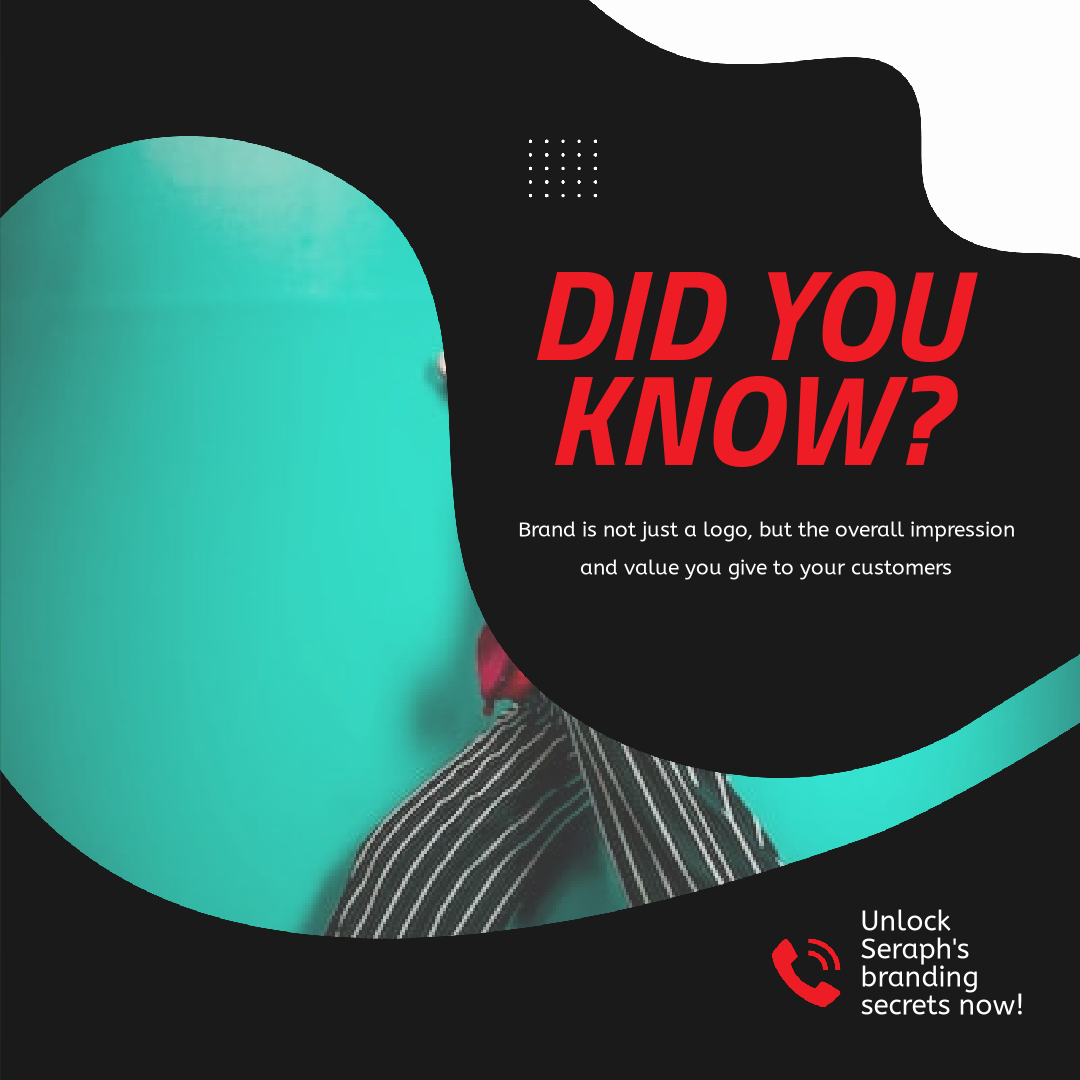 DID YOU
KNOW?
Brand is not just a logo, but the overall impression
and value you give to your customers
Unlock
Seraph's
branding
secrets now!